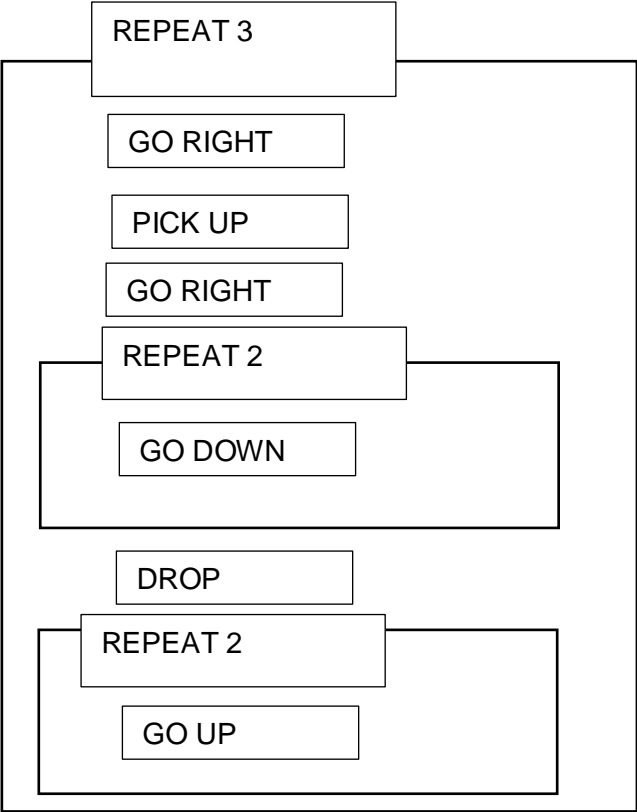 REPEAT 3
GO RIGHT
PICK UP
GO RIGHT
REPEAT 2
GO DOWN
DROP
REPEAT 2
GO UP